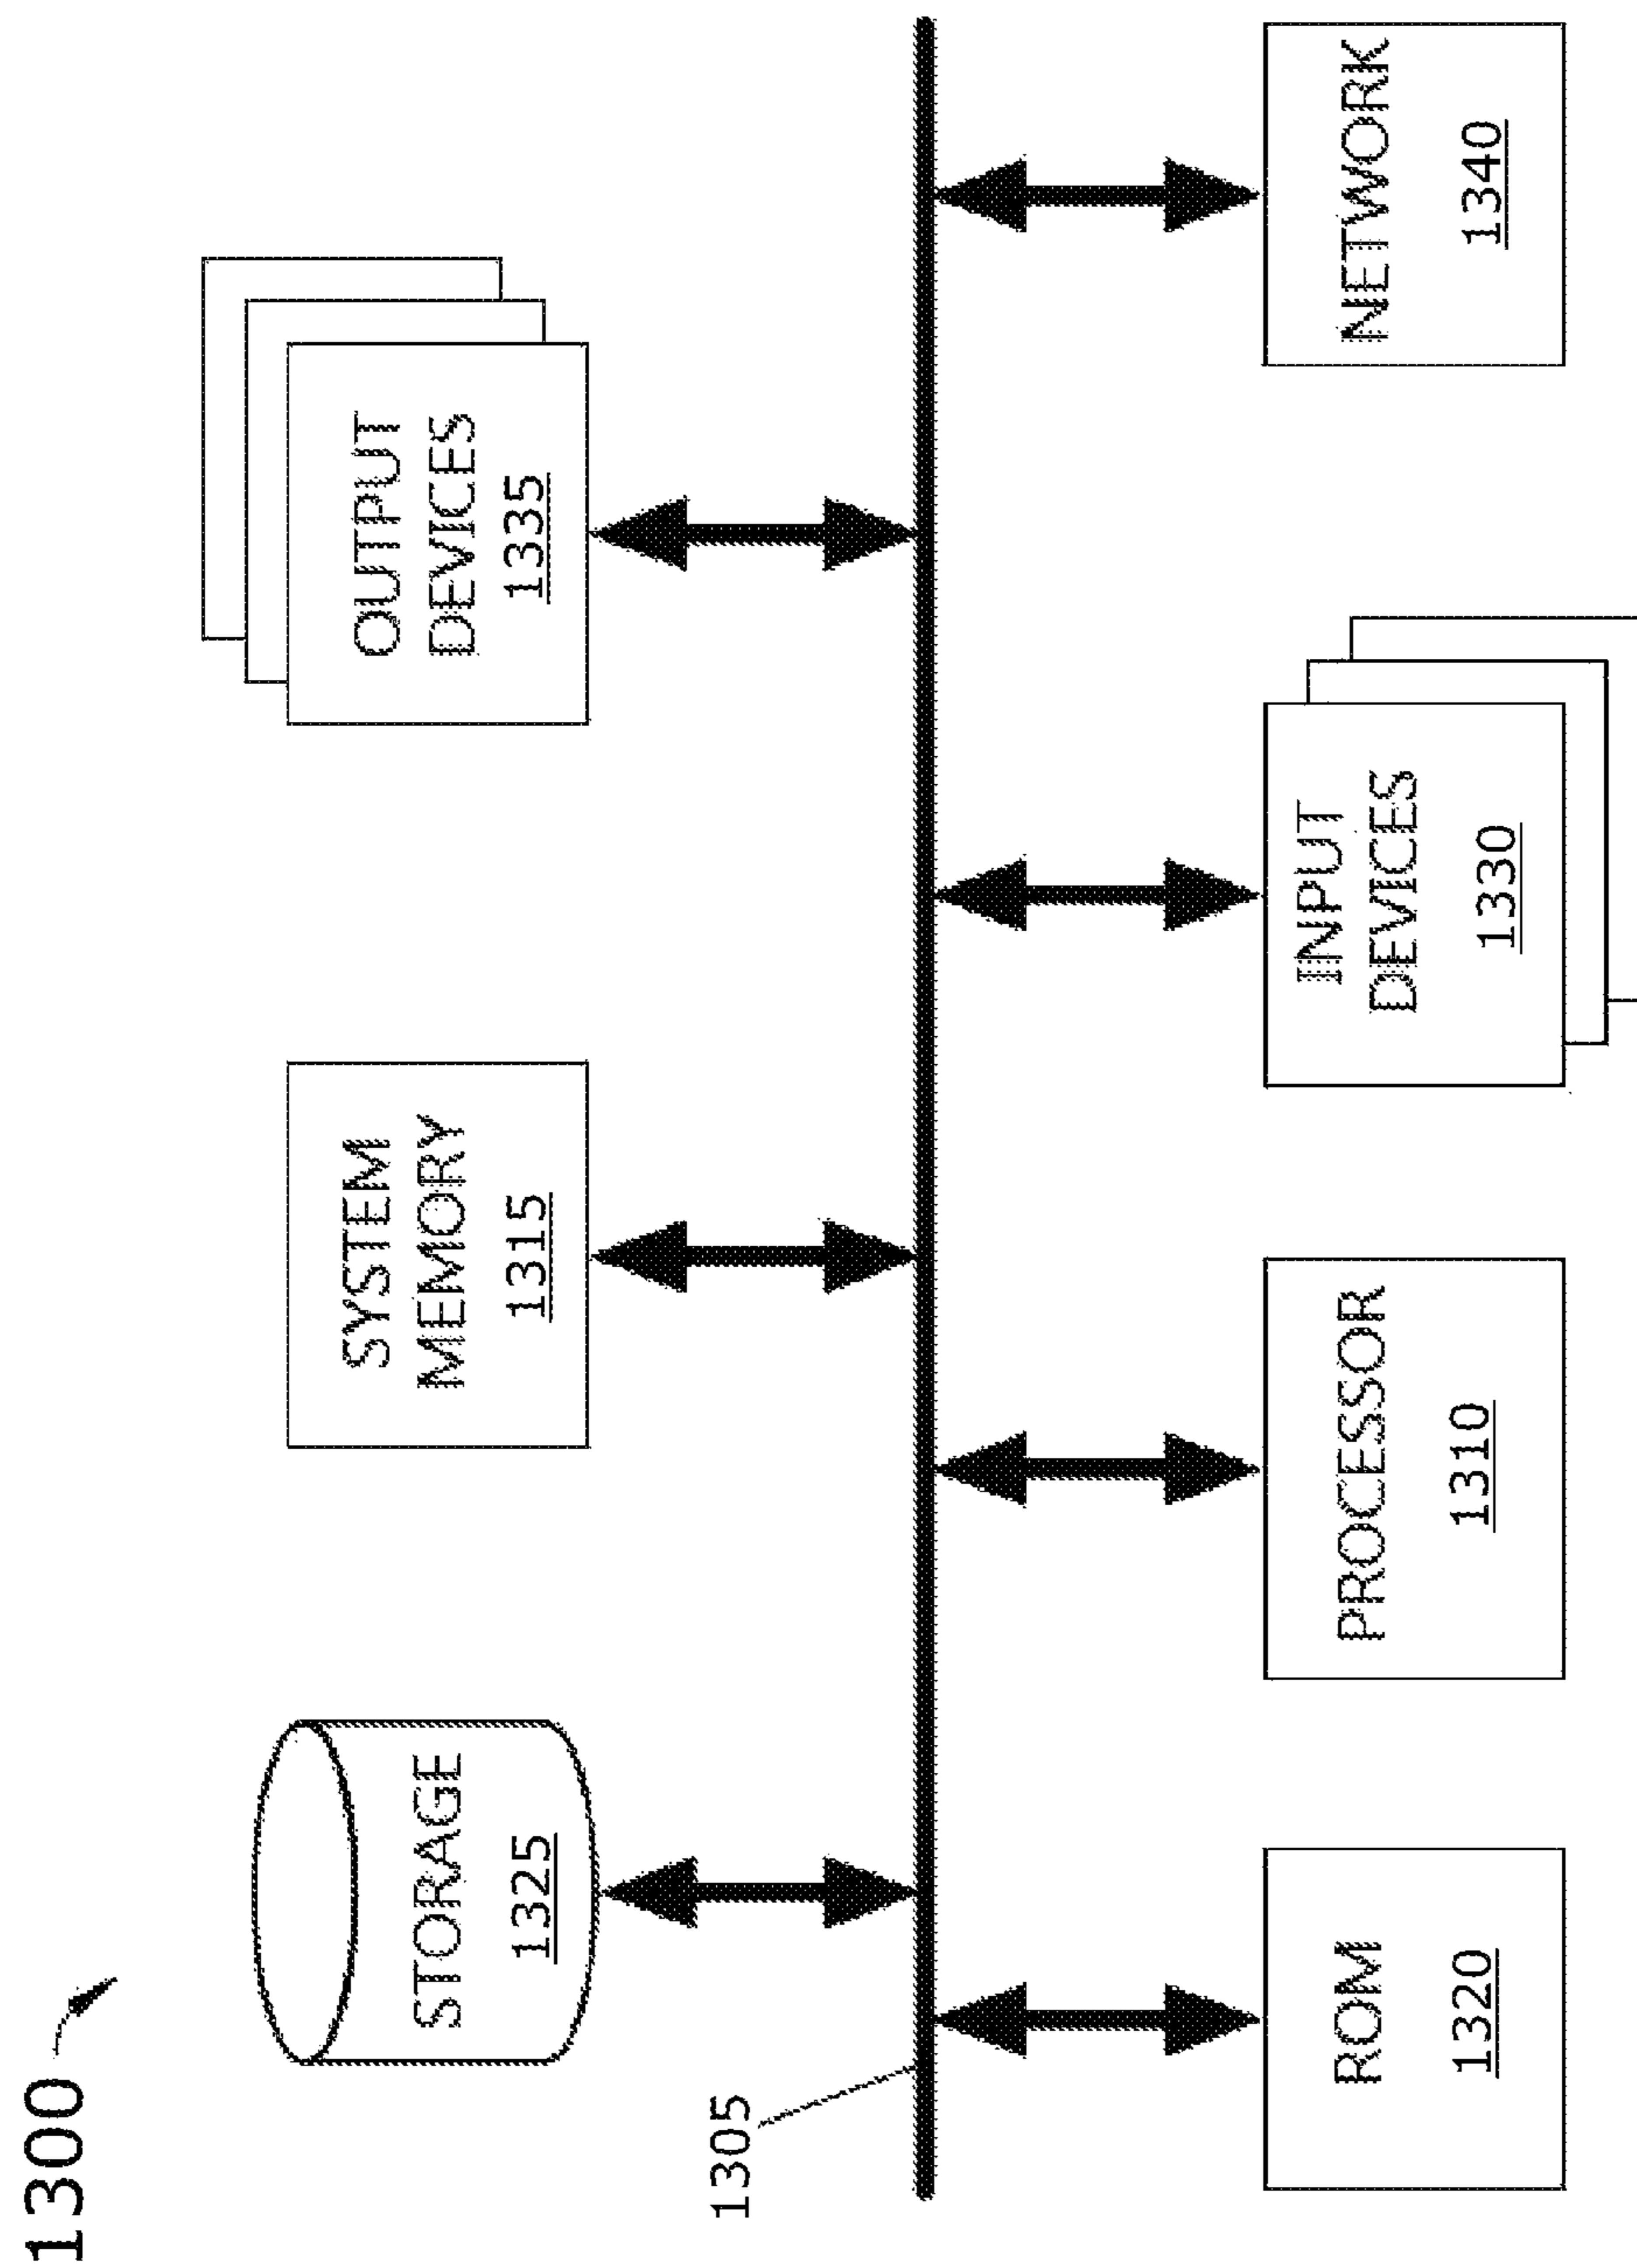 1300
STORAGE
1325
SYSTEM
MEMORY
1315
OUTPUT
DEVICES
1335
1305
ROM
1320
PROCESSOR
1310
INPUT
DEVICES
1330
NETWORK
1340